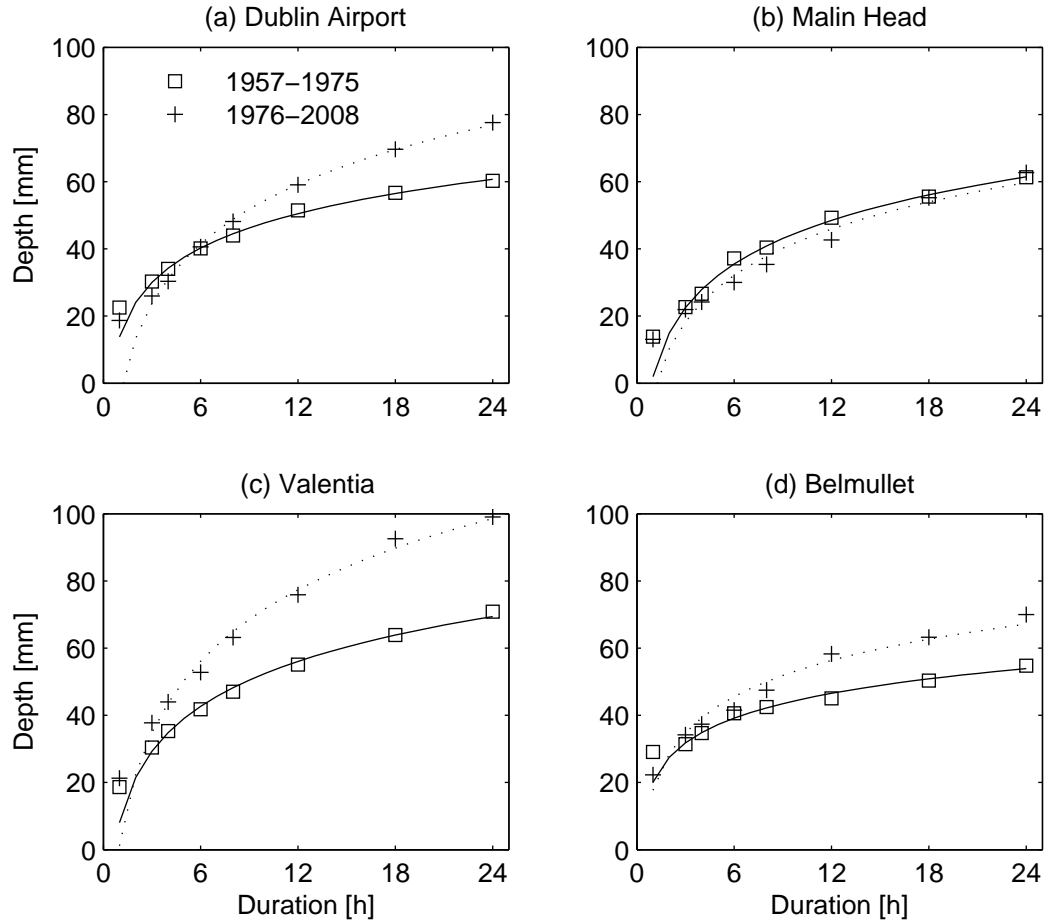 (a) Dublin Airport
(b) Malin Head
100
80
60
40
20
0
Depth [mm]
1957−1975
1976−2008
0 6 12 18 24
100
80
60
40
20
0
0 6 12 18 24
(c) Valentia
(d) Belmullet
100
80
60
40
20
0
Depth [mm]
0 6 12 18 24
Duration [h]
100
80
60
40
20
0
0 6 12 18 24
Duration [h]